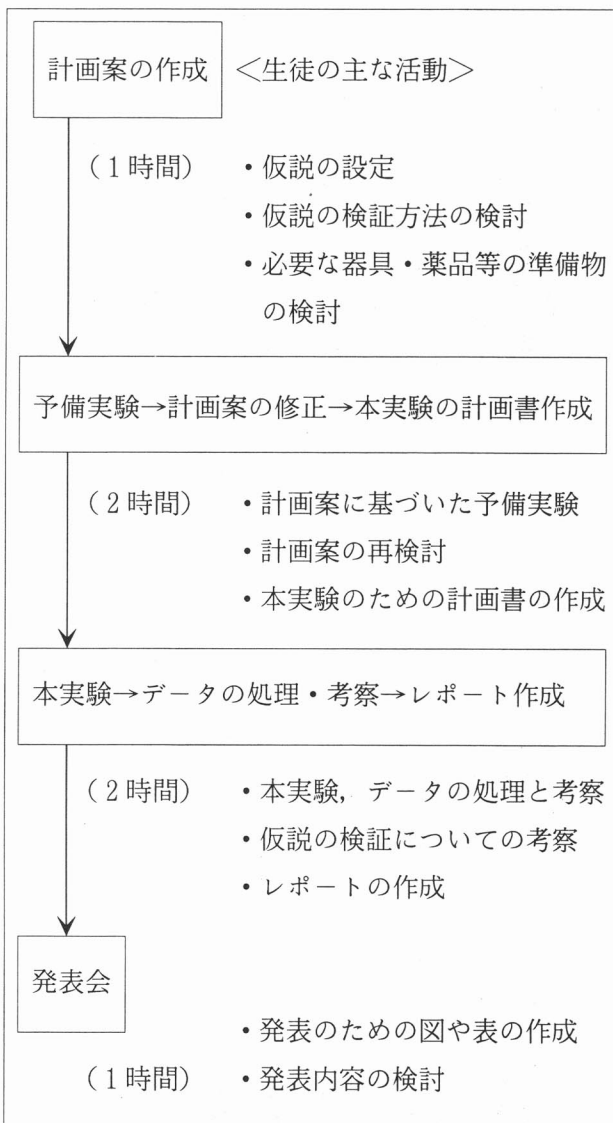 計画案の作成 <生徒の主な活動>
(1時間) ・仮説の設定
・仮説の検証方法の検討
・必要な器具・薬品等の準備物
の検討
予備実験→計画案の修正→本実験の計画書作成
(2時間) ・計画案に基づいた予備実験
・計画案の再検討
・本実験のための計画書の作成
本実験→データの処理・考察→レポート作成
(2時間) ・本実験,データの処理と考察
・仮説の検証についての考察
・レポートの作成
発表会
・発表のための図や表の作成
(1時間) ・発表内容の検討